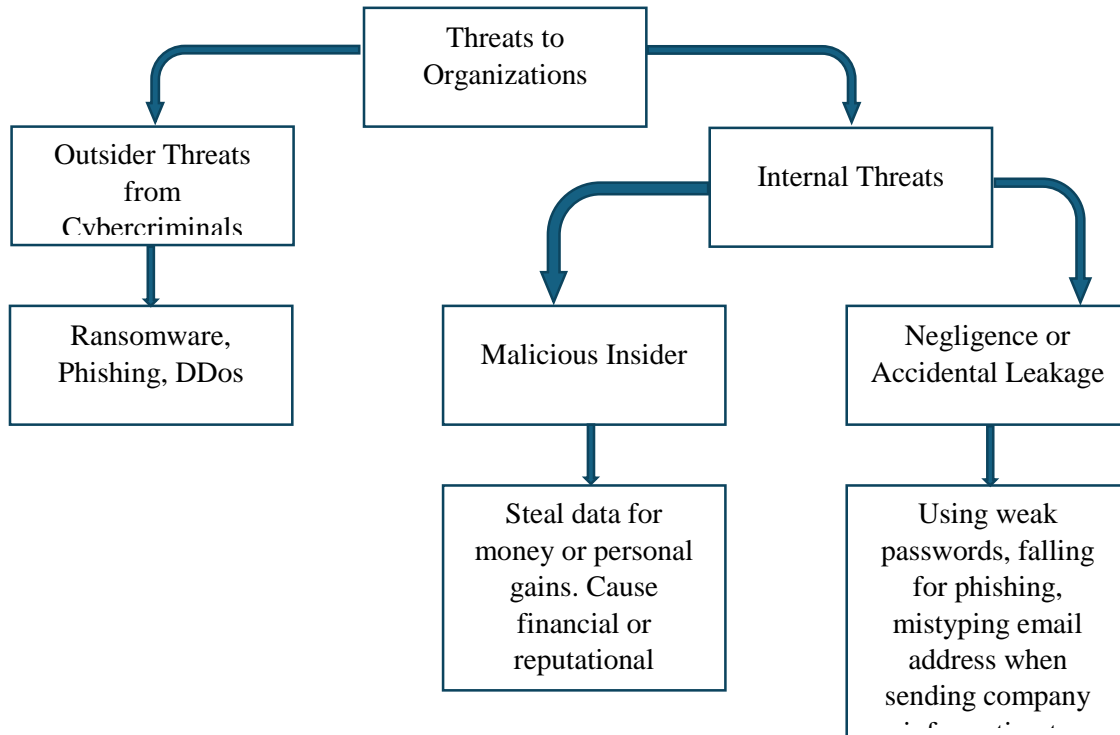 Threats to
Organizations
Outsider Threats
from
Cybercriminals
Internal Threats
Ransomware,
Phishing, DDos
Malicious Insider
Negligence or
Accidental Leakage
Steal data for
money or personal
gains. Cause
financial or
reputational
Using weak
passwords, falling
for phishing,
mistyping email
address when
sending company